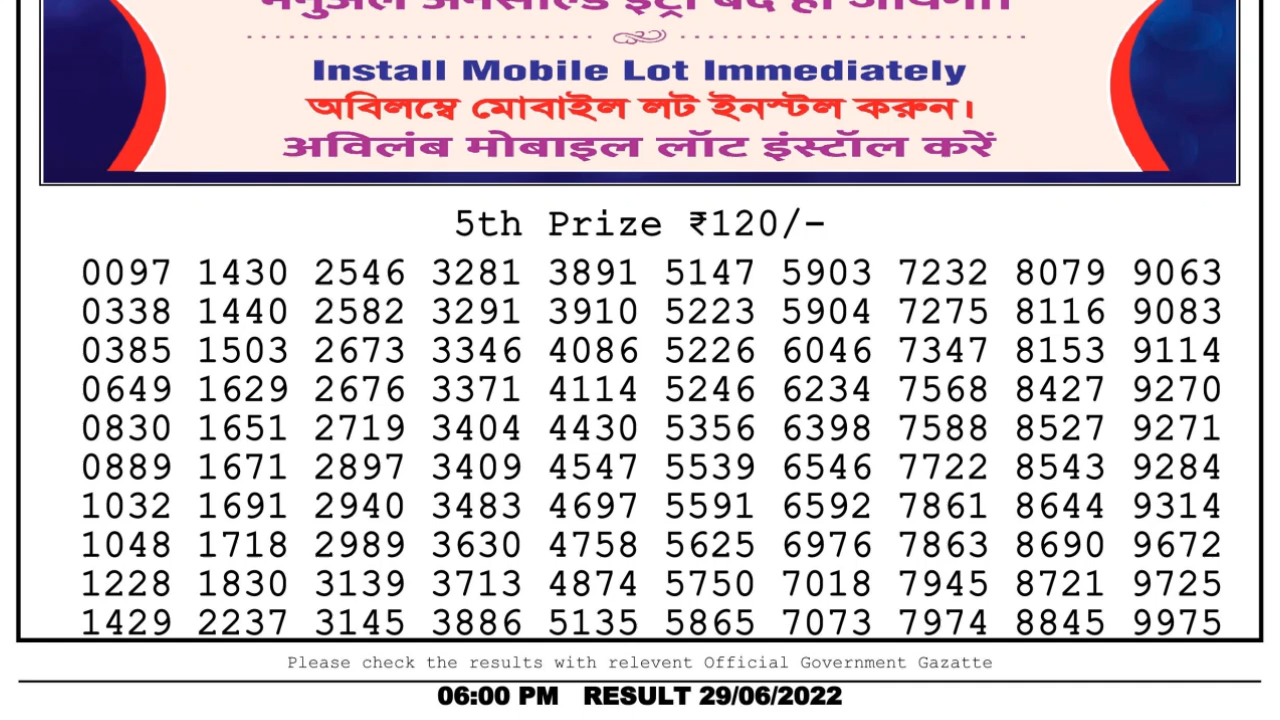 Install Mobile Lot Immediately
অবিলম্বে মোবাইল লট ইনস্টল করুন।
अविलंब मोबाइल लॉट इंस्टॉल करें
5th Prize ₹120/-
0097 1430 2546 3281 3891 5147 5903 7232 8079 9063
0338 1440 2582 3291 3910 5223 5904 7275 8116 9083
0385 1503 2673 3346 4086 5226 6046 7347 8153 9114
0649 1629 2676 3371 4114 5246 6234 7568 8427 9270
0830 1651 2719 3404 4430 5356 6398 7588 8527 9271
0889 1671 2897 3409 4547 5539 6546 7722 8543 9284
1032 1691 2940 3483 4697 5591 6592 7861 8644 9314
1048 1718 2989 3630 4758 5625 6976 7863 8690 9672
1228 1830 3139 3713 4874 5750 7018 7945 8721 9725
1429 2237 3145 3886 5135 5865 7073 7974 8845 9975
Please check the results with relevent Official Government Gazatte
06:00 PM RESULT 29/06/2022